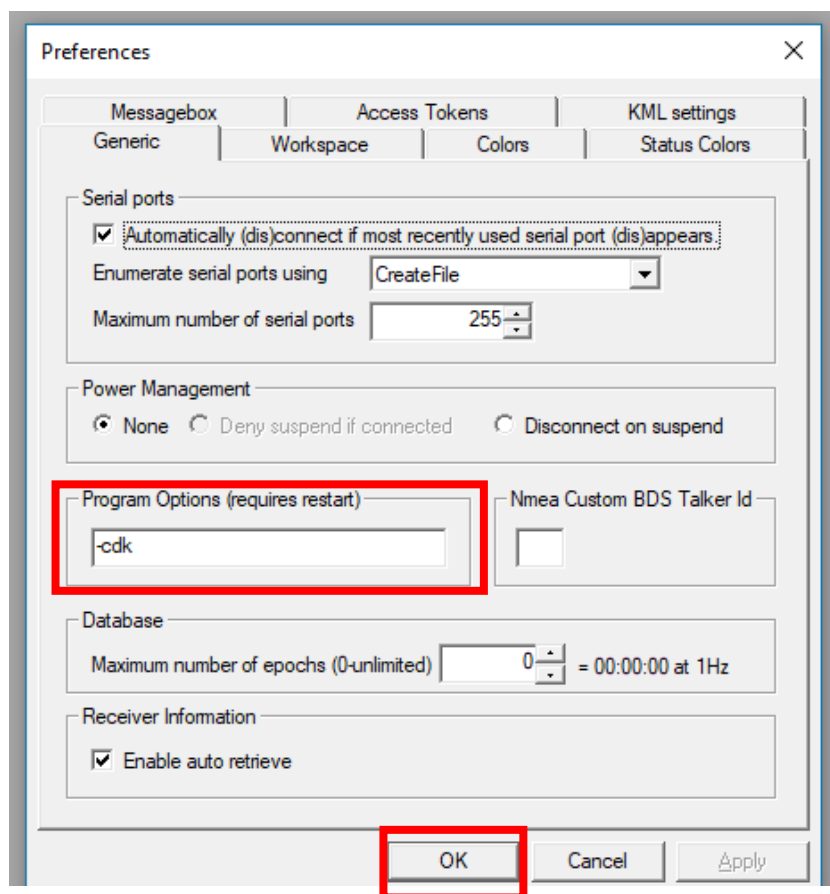 Preferences
Messagebox Access Tokens KML settings
Generic Workspace Colors Status Colors
Serial ports
Automatically (dis)connect if most recently used serial port (dis)appears.
Enumerate serial ports using CreateFile
Maximum number of serial ports 255
Power Management
None Deny suspend if connected Disconnect on suspend
Program Options (requires restart) Nmea Custom BDS Talker Id
-cdk
Database
Maximum number of epochs (0-unlimited) 0 = 00:00:00 at 1Hz
Receiver Information
Enable auto retrieve
OK Cancel Apply